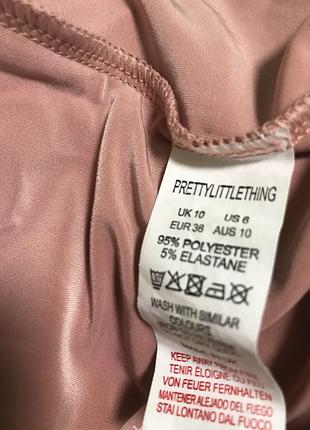 PRETTYLITTLETHING
UK 10 US 6
EUR 38 AUS 10
95% POLYESTER
5% ELASTANE
WASH WITH SIMILAR
COLOURS
KEEP AWAY FROM FIRE
TENIR ÉLOIGNE DU FEU
VON FEUER FERNHALTEN
MANTENER ALEJADO DEL FUEGO
STAI LONTANO DAL FUOCO